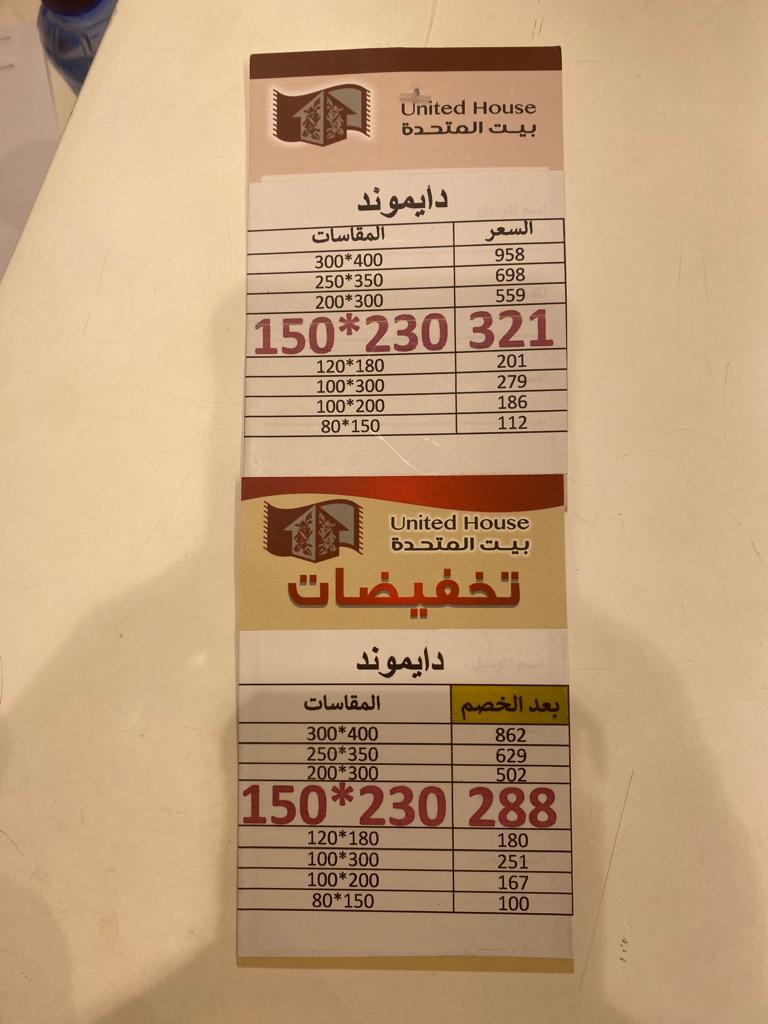 United House
بيت المتحدة
دايموند
المقاسات السعر
300*400 958
250*350 698
200*300 559
150*230 321
120*180 201
100*300 279
100*200 186
80*150 112
United House
بيت المتحدة
تخفيضات
دايموند
المقاسات بعد الخصم
300*400 862
250*350 629
200*300 502
150*230 288
120*180 180
100*300 251
100*200 167
80*150 100